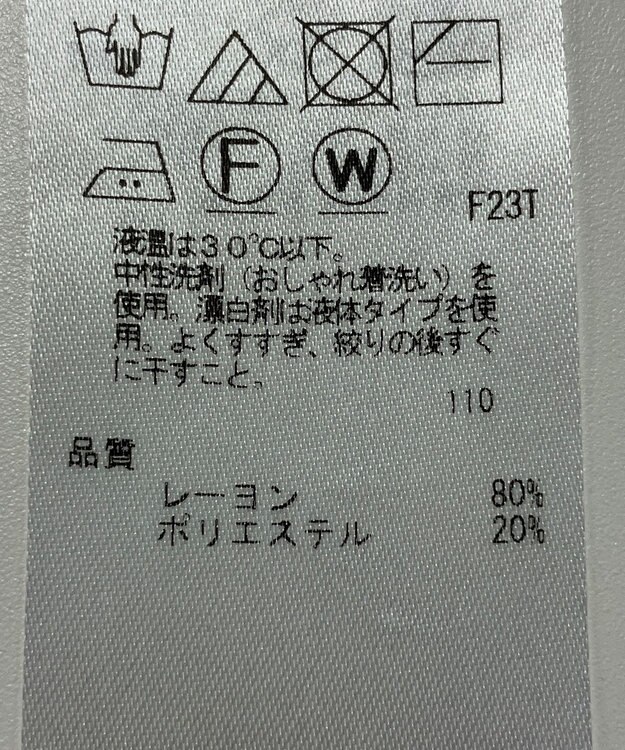 F W
F23T
液温は30℃以下。
中性洗剤（おしゃれ着洗い）を
使用。漂白剤は液体タイプを使
用。よくすすぎ、絞りの後すぐ
に干すこと。
110
品質
レーヨン 80%
ポリエステル 20%